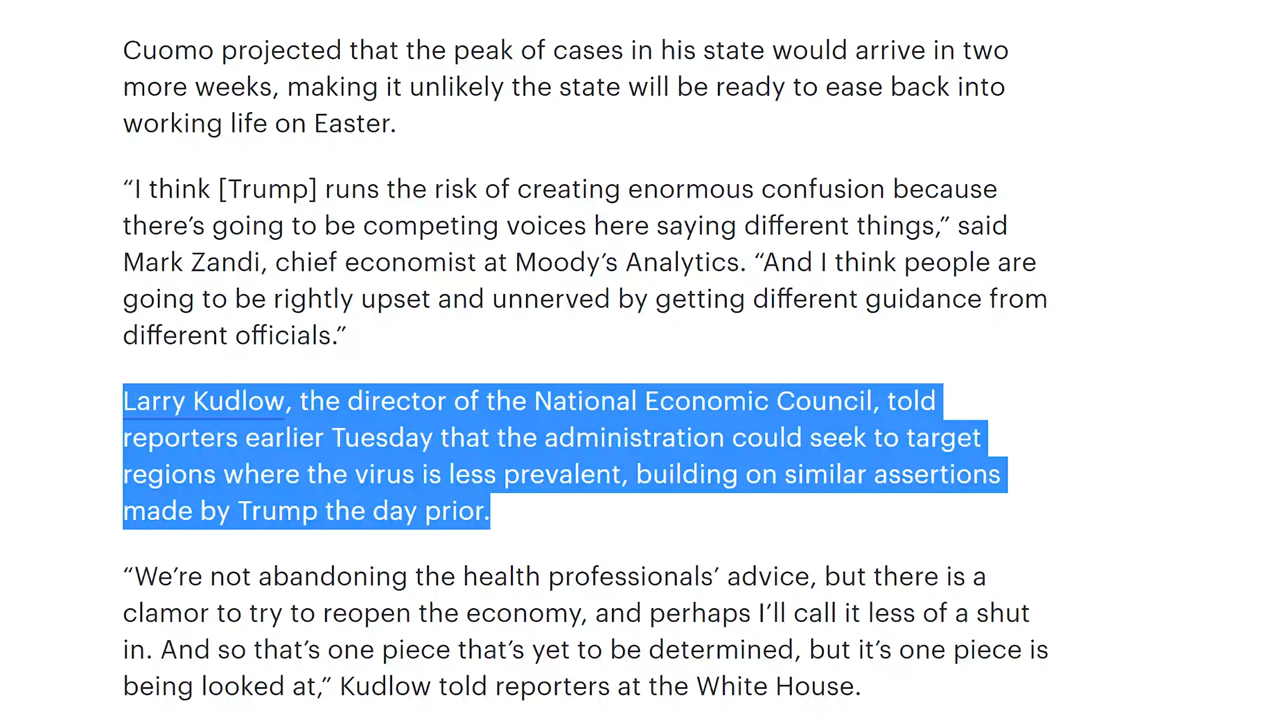 Cuomo projected that the peak of cases in his state would arrive in two
more weeks, making it unlikely the state will be ready to ease back into
working life on Easter.
“I think [Trump] runs the risk of creating enormous confusion because
there’s going to be competing voices here saying different things,” said
Mark Zandi, chief economist at Moody’s Analytics. “And I think people are
going to be rightly upset and unnerved by getting different guidance from
different officials.”
Larry Kudlow, the director of the National Economic Council, told
reporters earlier Tuesday that the administration could seek to target
regions where the virus is less prevalent, building on similar assertions
made by Trump the day prior.
“We’re not abandoning the health professionals’ advice, but there is a
clamor to try to reopen the economy, and perhaps I’ll call it less of a shut
in. And so that’s one piece that’s yet to be determined, but it’s one piece is
being looked at,” Kudlow told reporters at the White House.